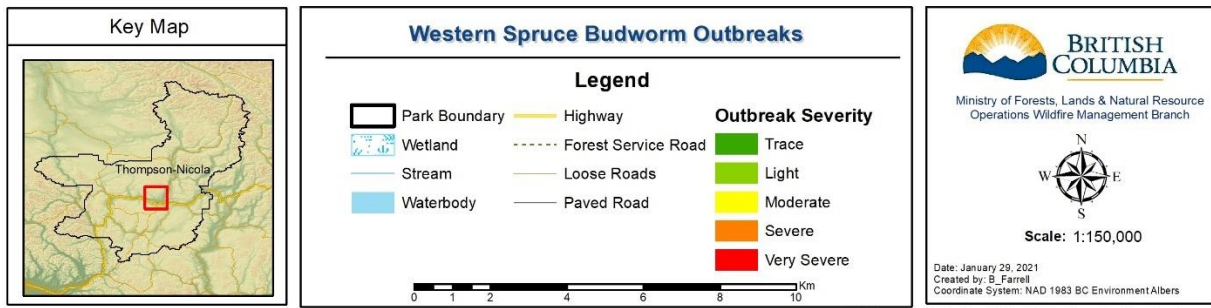 Key Map
Thompson-Nicola
Western Spruce Budworm Outbreaks
Legend
Park Boundary
Wetland
Stream
Waterbody
Highway
Forest Service Road
Loose Roads
Paved Road
Outbreak Severity
Trace
Light
Moderate
Severe
Very Severe
Km
0 1 2 4 6 8 10
BRITISH
COLUMBIA
Ministry of Forests, Lands & Natural Resource
Operations Wildfire Management Branch
N
W E
S
Scale: 1:150,000
Date: January 29, 2021
Created by: B_Farrell
Coordinate System: NAD 1983 BC Environment Albers